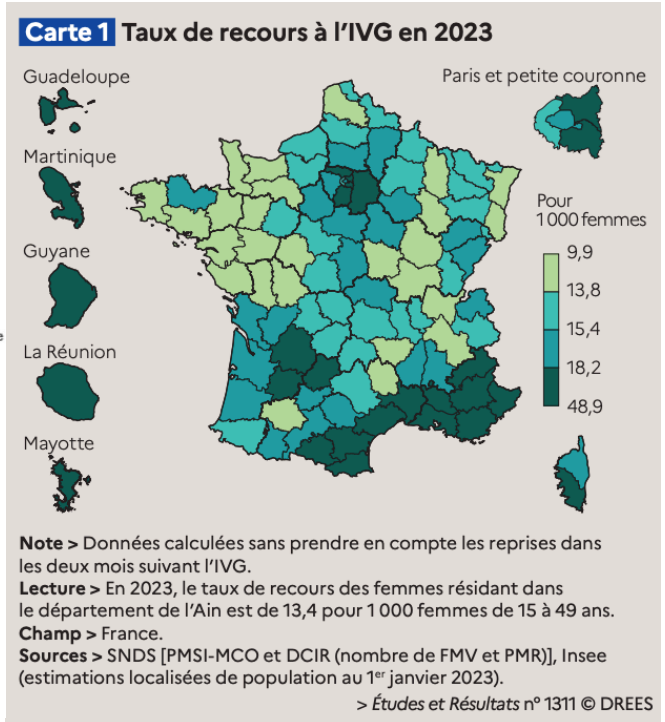 Carte 1 Taux de recours à l'IVG en 2023
Guadeloupe
Paris et petite couronne
Martinique
Guyane
La Réunion
Mayotte
Pour
1 000 femmes
9,9
13,8
15,4
18,2
48,9
Note > Données calculées sans prendre en compte les reprises dans
les deux mois suivant l'IVG.
Lecture > En 2023, le taux de recours des femmes résidant dans
le département de l'Ain est de 13,4 pour 1 000 femmes de 15 à 49 ans.
Champ > France.
Sources > SNDS [PMSI-MCO et DCIR (nombre de FMV et PMR)], Insee
(estimations localisées de population au 1er janvier 2023).
> Études et Résultats n° 1311 © DREES